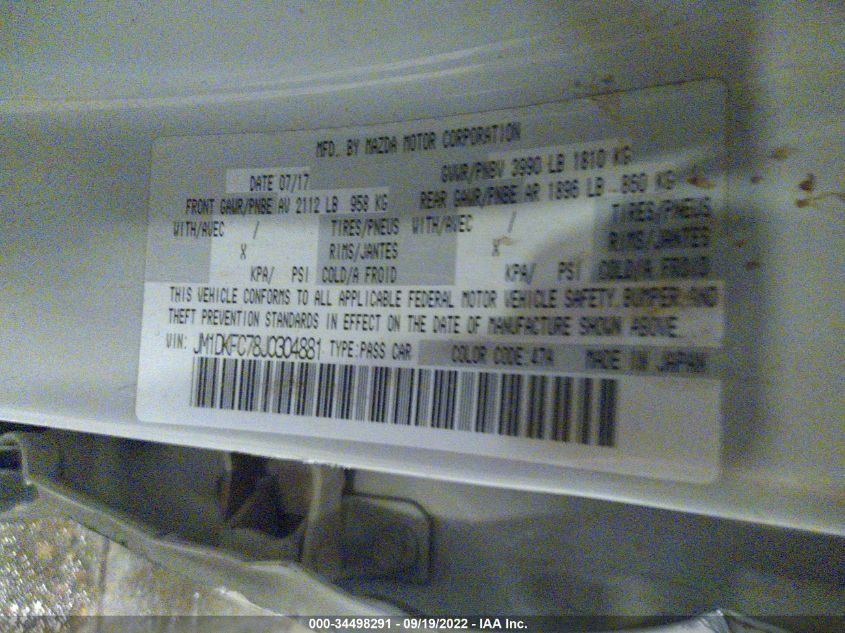 MFD. BY MAZDA MOTOR CORPORATION
DATE 07/17 GVWR/PNBV 3990 LB 1810 KG
FRONT GAWR/PNBE AV 2112 LB 958 KG REAR GAWR/PNBE AR 1896 LB 860 KG
WITH/AVEC / TIRES/PNEUS WITH/AVEC / TIRES/PNEUS
X RIMS/JANTES X RIMS/JANTES
KPA/ PSI COLD/A FROID KPA/ PSI COLD/A FROID
THIS VEHICLE CONFORMS TO ALL APPLICABLE FEDERAL MOTOR VEHICLE SAFETY, BUMPER AND
THEFT PREVENTION STANDARDS IN EFFECT ON THE DATE OF MANUFACTURE SHOWN ABOVE.
VIN: JM1DKFC78J0304881 TYPE:PASS CAR COLOR CODE:47A MADE IN JAPAN
000-34498291 - 09/19/2022 - IAA Inc.